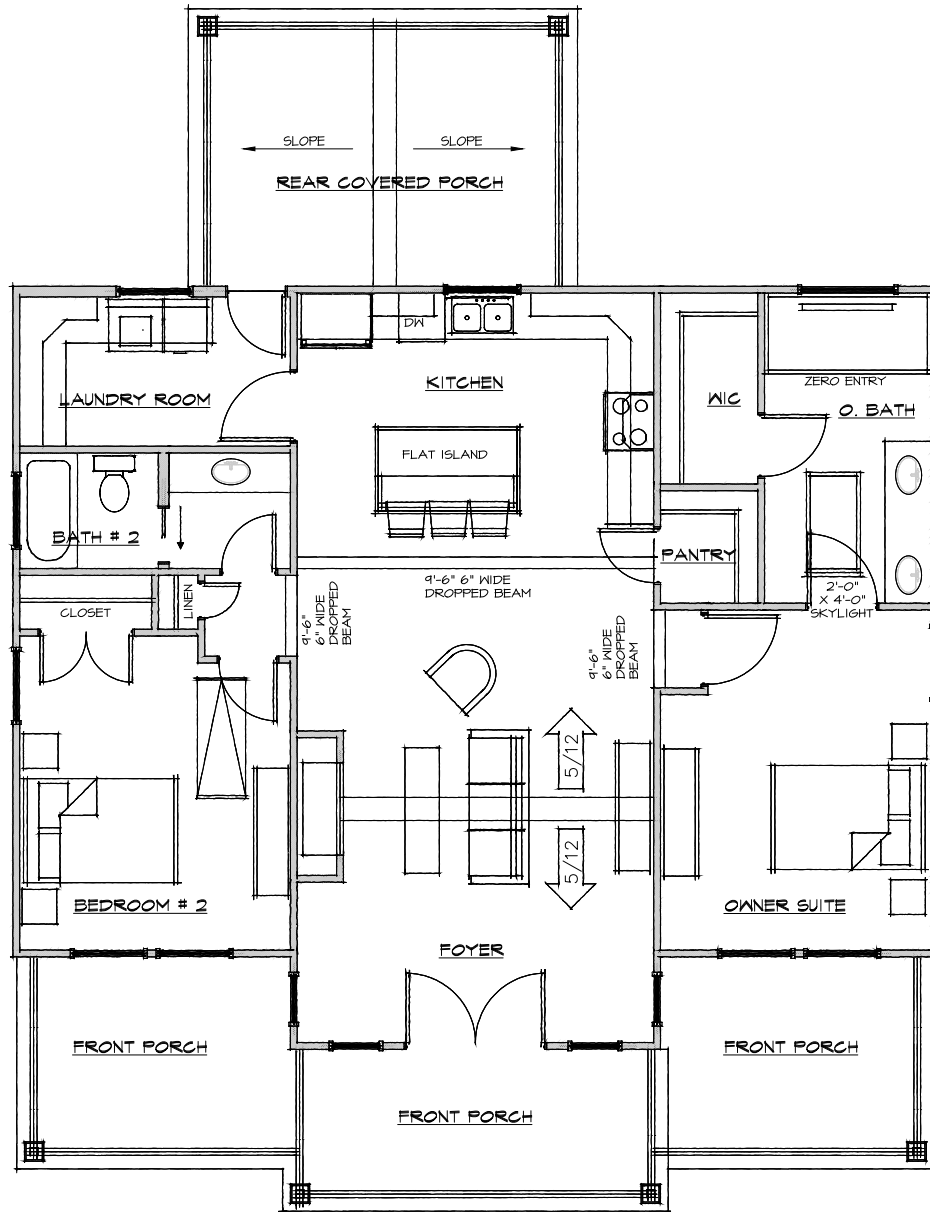 SLOPE
SLOPE
REAR COVERED PORCH
DW
KITCHEN
ZERO ENTRY
LAUNDRY ROOM
WIC
O. BATH
FLAT ISLAND
BATH # 2
PANTRY
9'-6" 6" WIDE
DROPPED BEAM
2'-0"
X 4'-0"
SKYLIGHT
CLOSET
LINEN
9'-6"
6" WIDE
DROPPED
BEAM
9'-6"
6" WIDE
DROPPED
BEAM
5/12
5/12
BEDROOM # 2
OWNER SUITE
FOYER
FRONT PORCH
FRONT PORCH
FRONT PORCH